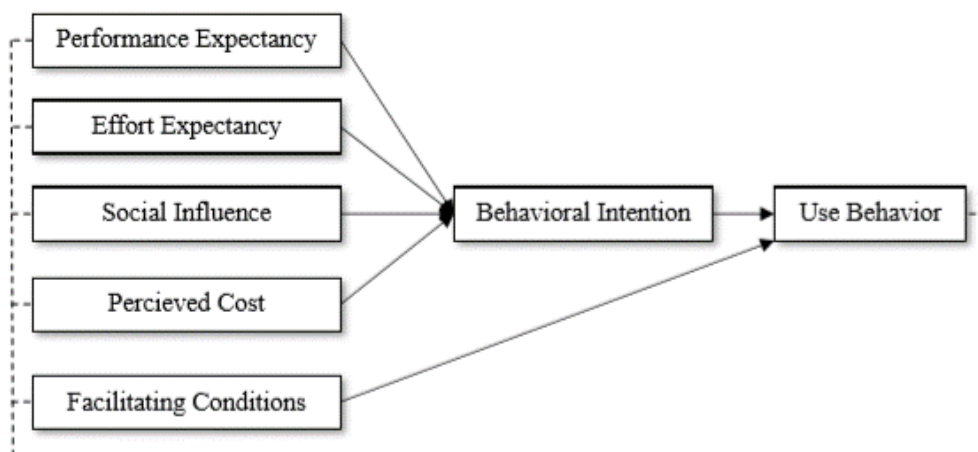 Performance Expectancy
Effort Expectancy
Social Influence
Behavioral Intention
Use Behavior
Percieved Cost
Facilitating Conditions